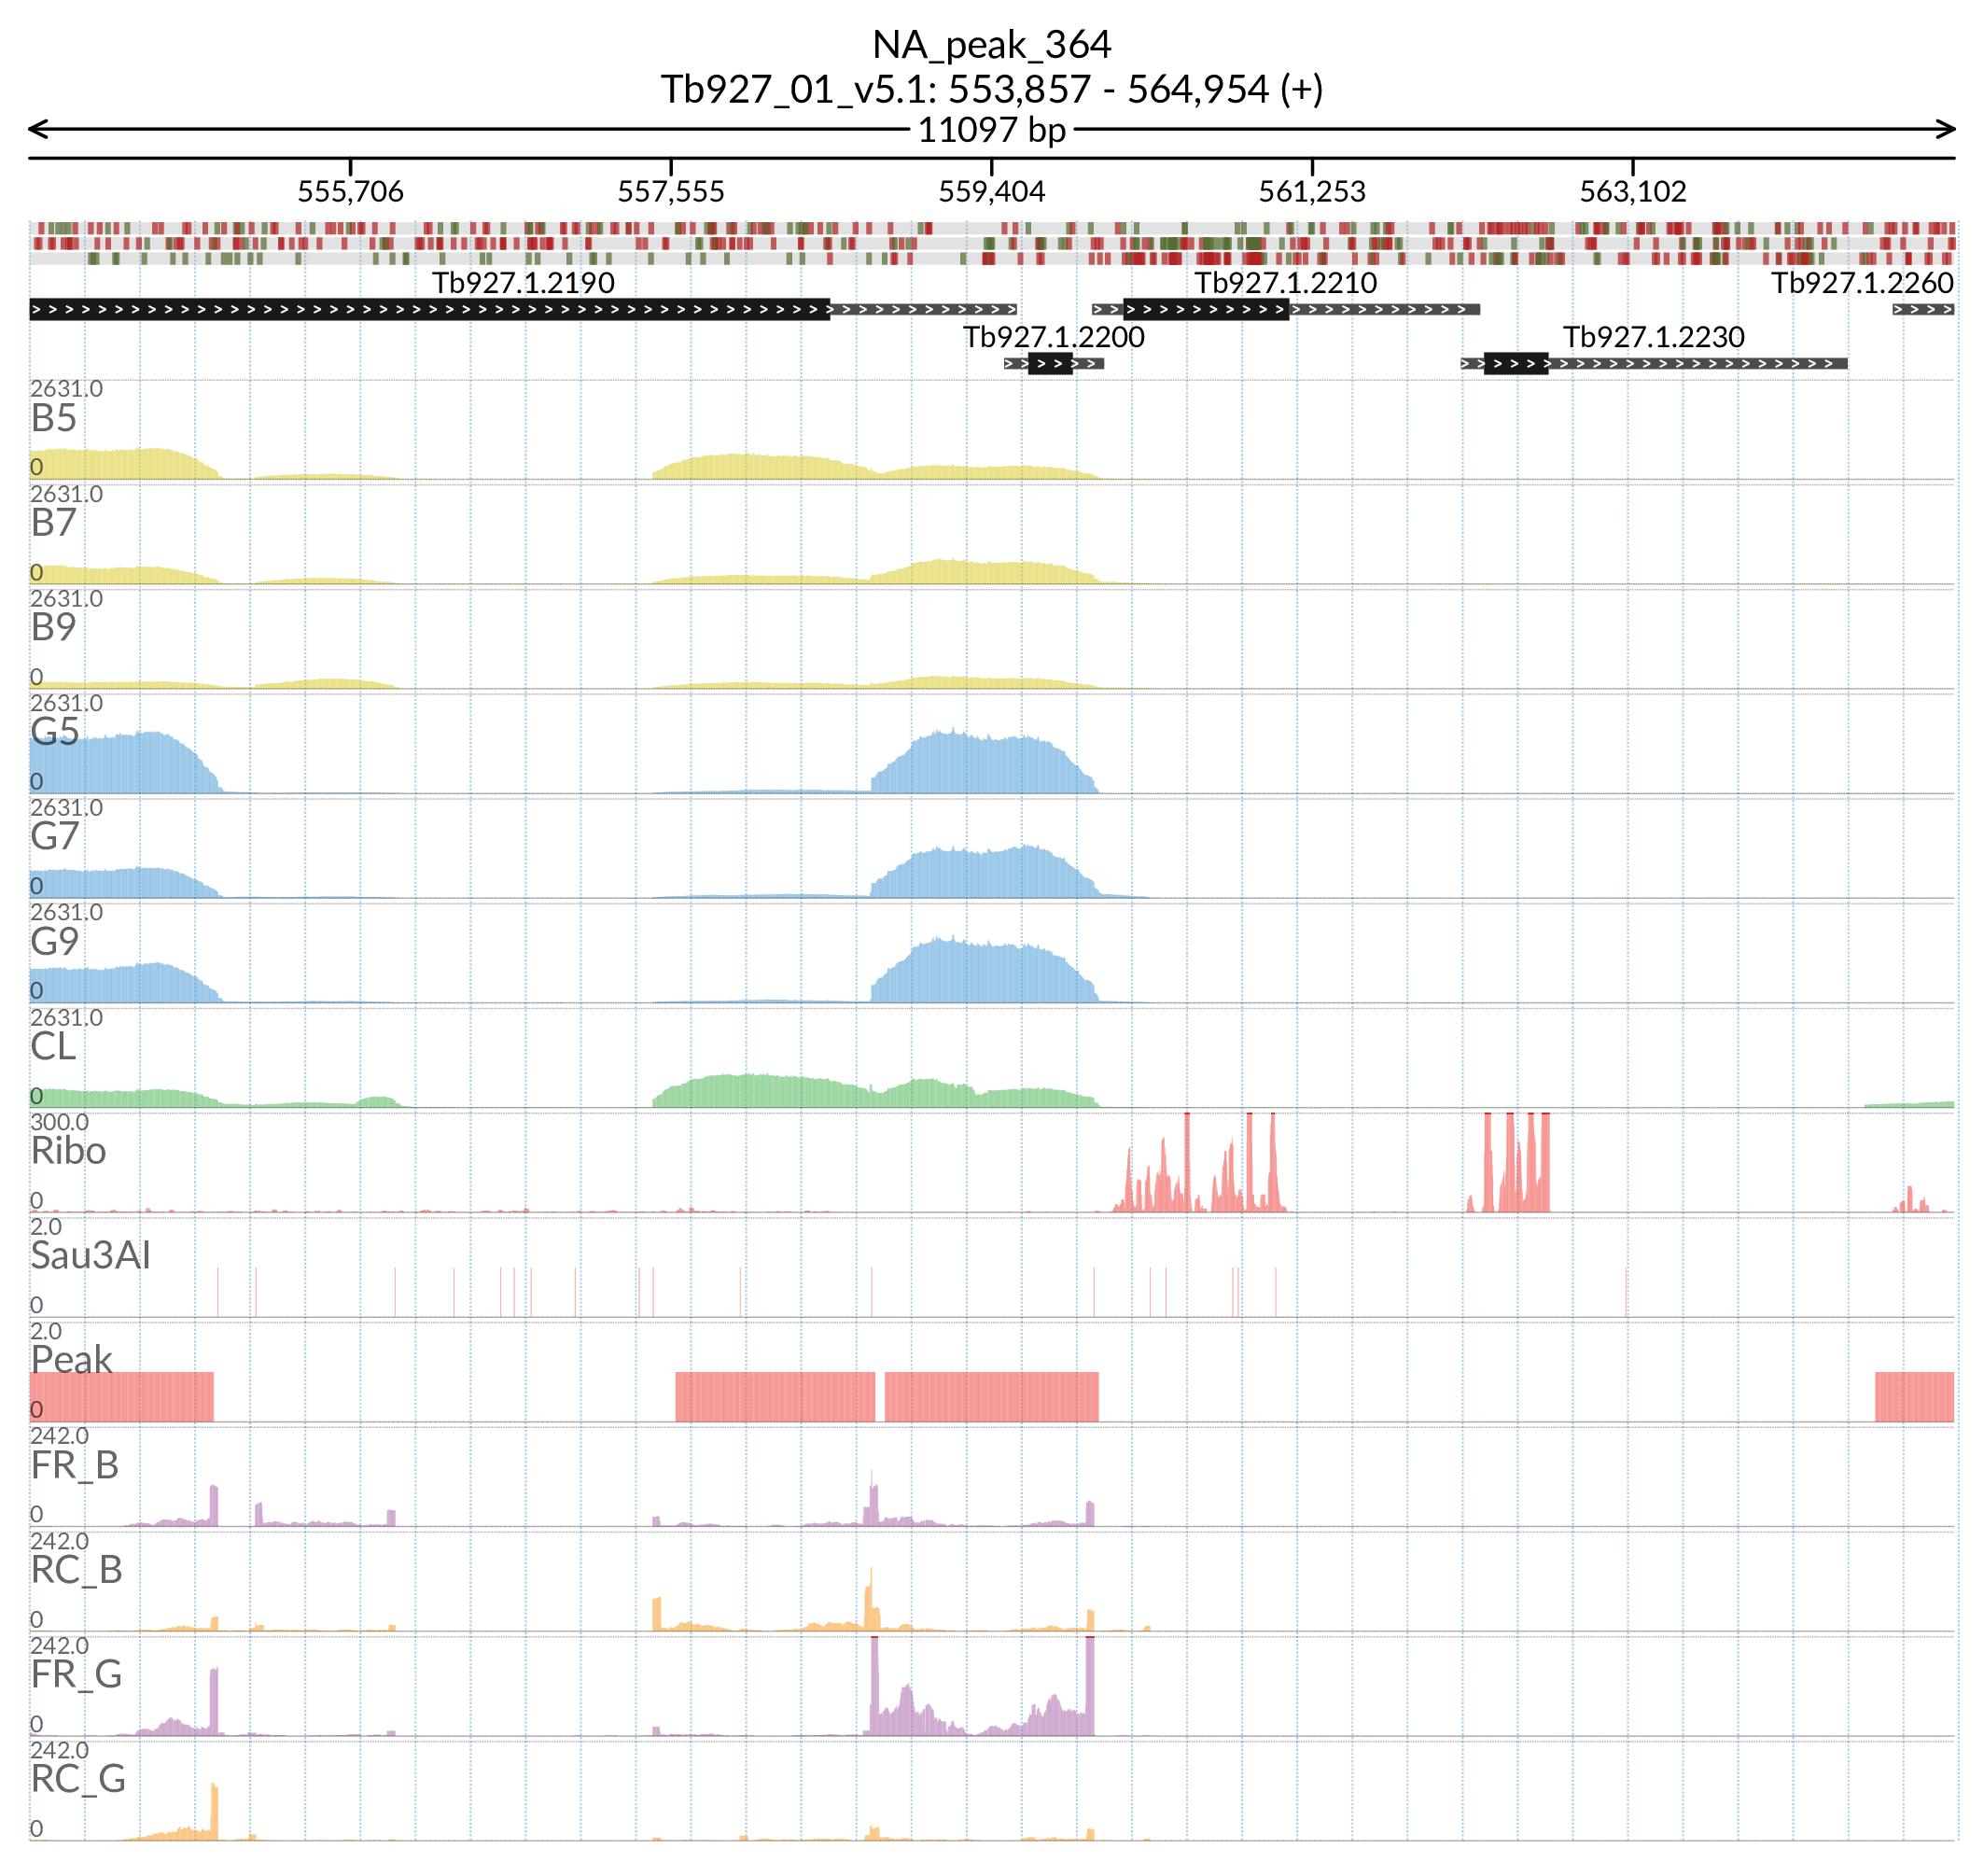 NA_peak_364
Tb927_01_v5.1: 553,857 - 564,954 (+)
11097 bp
555,706 557,555 559,404 561,253 563,102
Tb927.1.2190 Tb927.1.2210 Tb927.1.2260
Tb927.1.2200 Tb927.1.2230
2631.0
B5
0
2631.0
B7
0
2631.0
B9
0
2631.0
G5
0
2631.0
G7
0
2631.0
G9
0
2631.0
CL
0
300.0
Ribo
0
2.0
Sau3AI
0
2.0
Peak
0
242.0
FR_B
0
242.0
RC_B
0
242.0
FR_G
0
242.0
RC_G
0